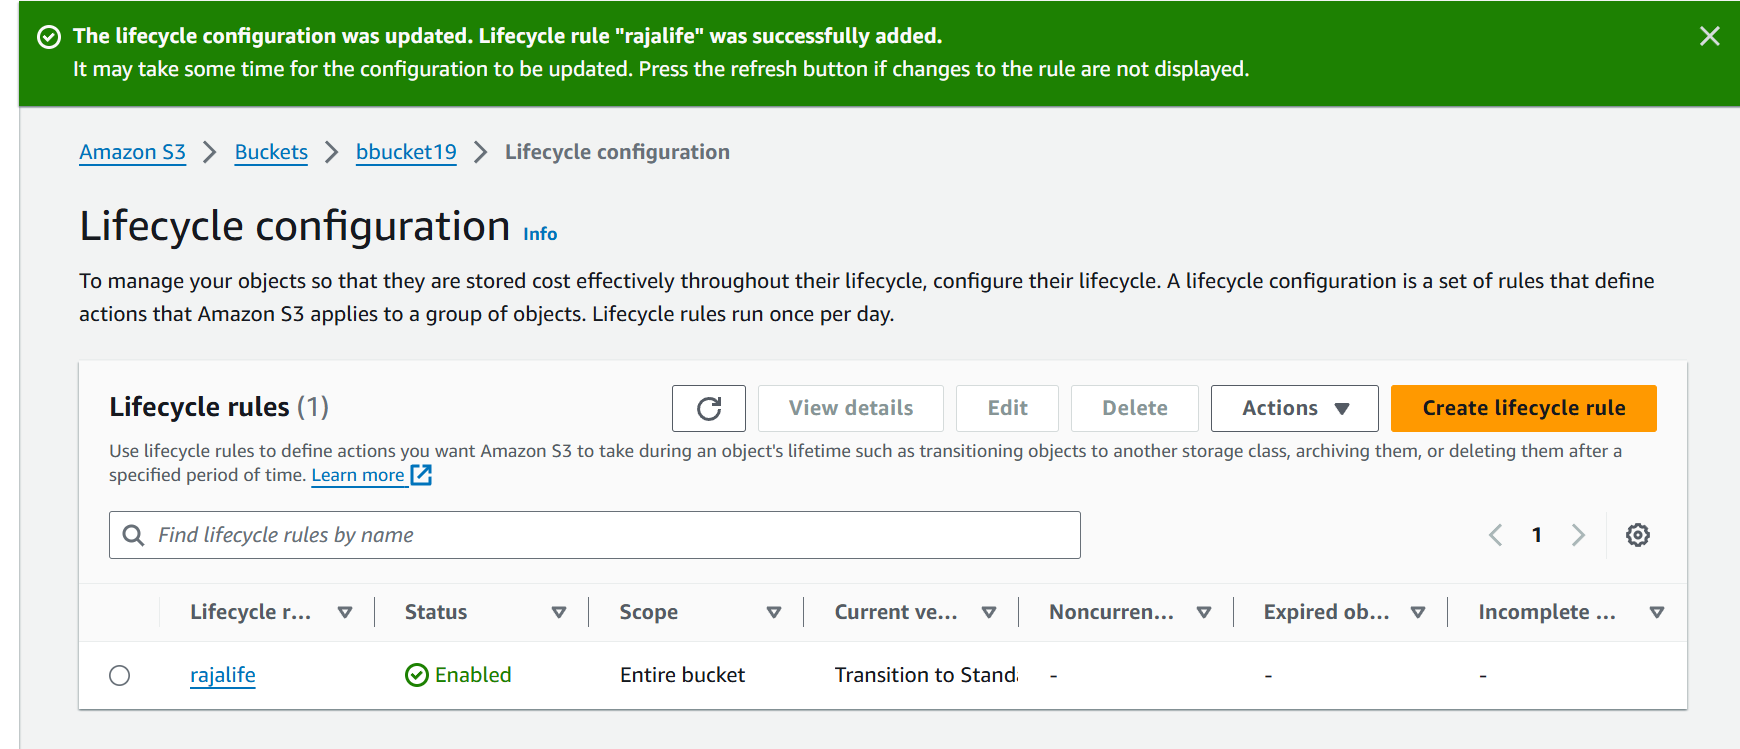 The lifecycle configuration was updated. Lifecycle rule "rajalife" was successfully added.
It may take some time for the configuration to be updated. Press the refresh button if changes to the rule are not displayed.
Amazon S3 > Buckets > bbucket19 > Lifecycle configuration
Lifecycle configuration Info
To manage your objects so that they are stored cost effectively throughout their lifecycle, configure their lifecycle. A lifecycle configuration is a set of rules that define
actions that Amazon S3 applies to a group of objects. Lifecycle rules run once per day.
Lifecycle rules (1) View details Edit Delete Actions Create lifecycle rule
Use lifecycle rules to define actions you want Amazon S3 to take during an object's lifetime such as transitioning objects to another storage class, archiving them, or deleting them after a
specified period of time. Learn more
Find lifecycle rules by name 1
Lifecycle r... Status Scope Current ve... Noncurren... Expired ob... Incomplete ...
rajalife Enabled Entire bucket Transition to Stand - - -